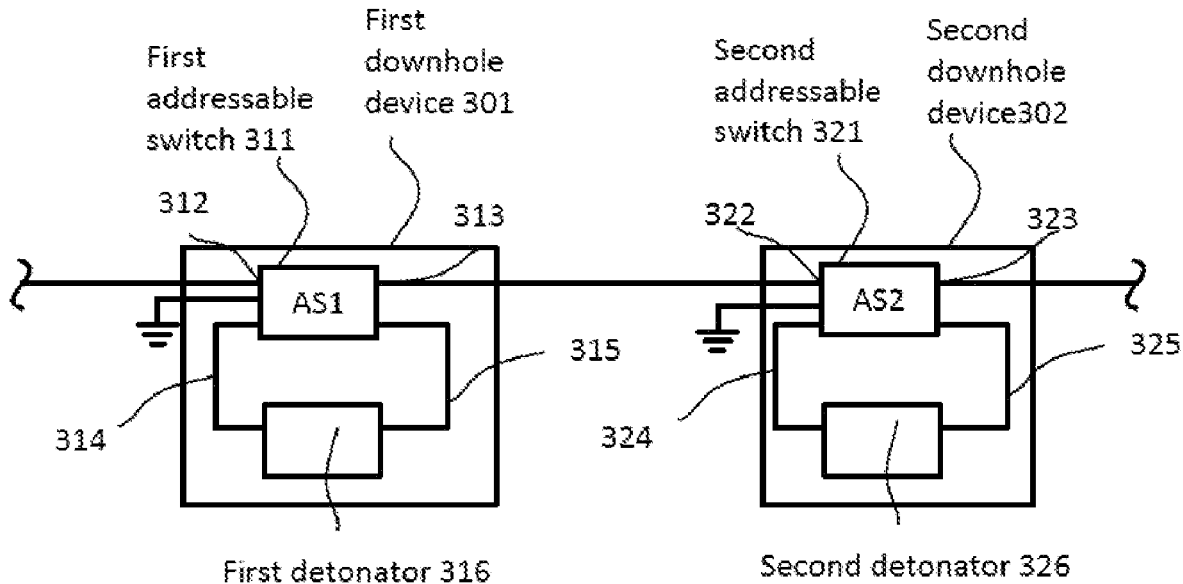 First
addressable
switch 311
First
downhole
device 301
Second
addressable
switch 321
Second
downhole
device302
312
313
322
323
AS1
AS2
314
315
324
325
First detonator 316
Second detonator 326